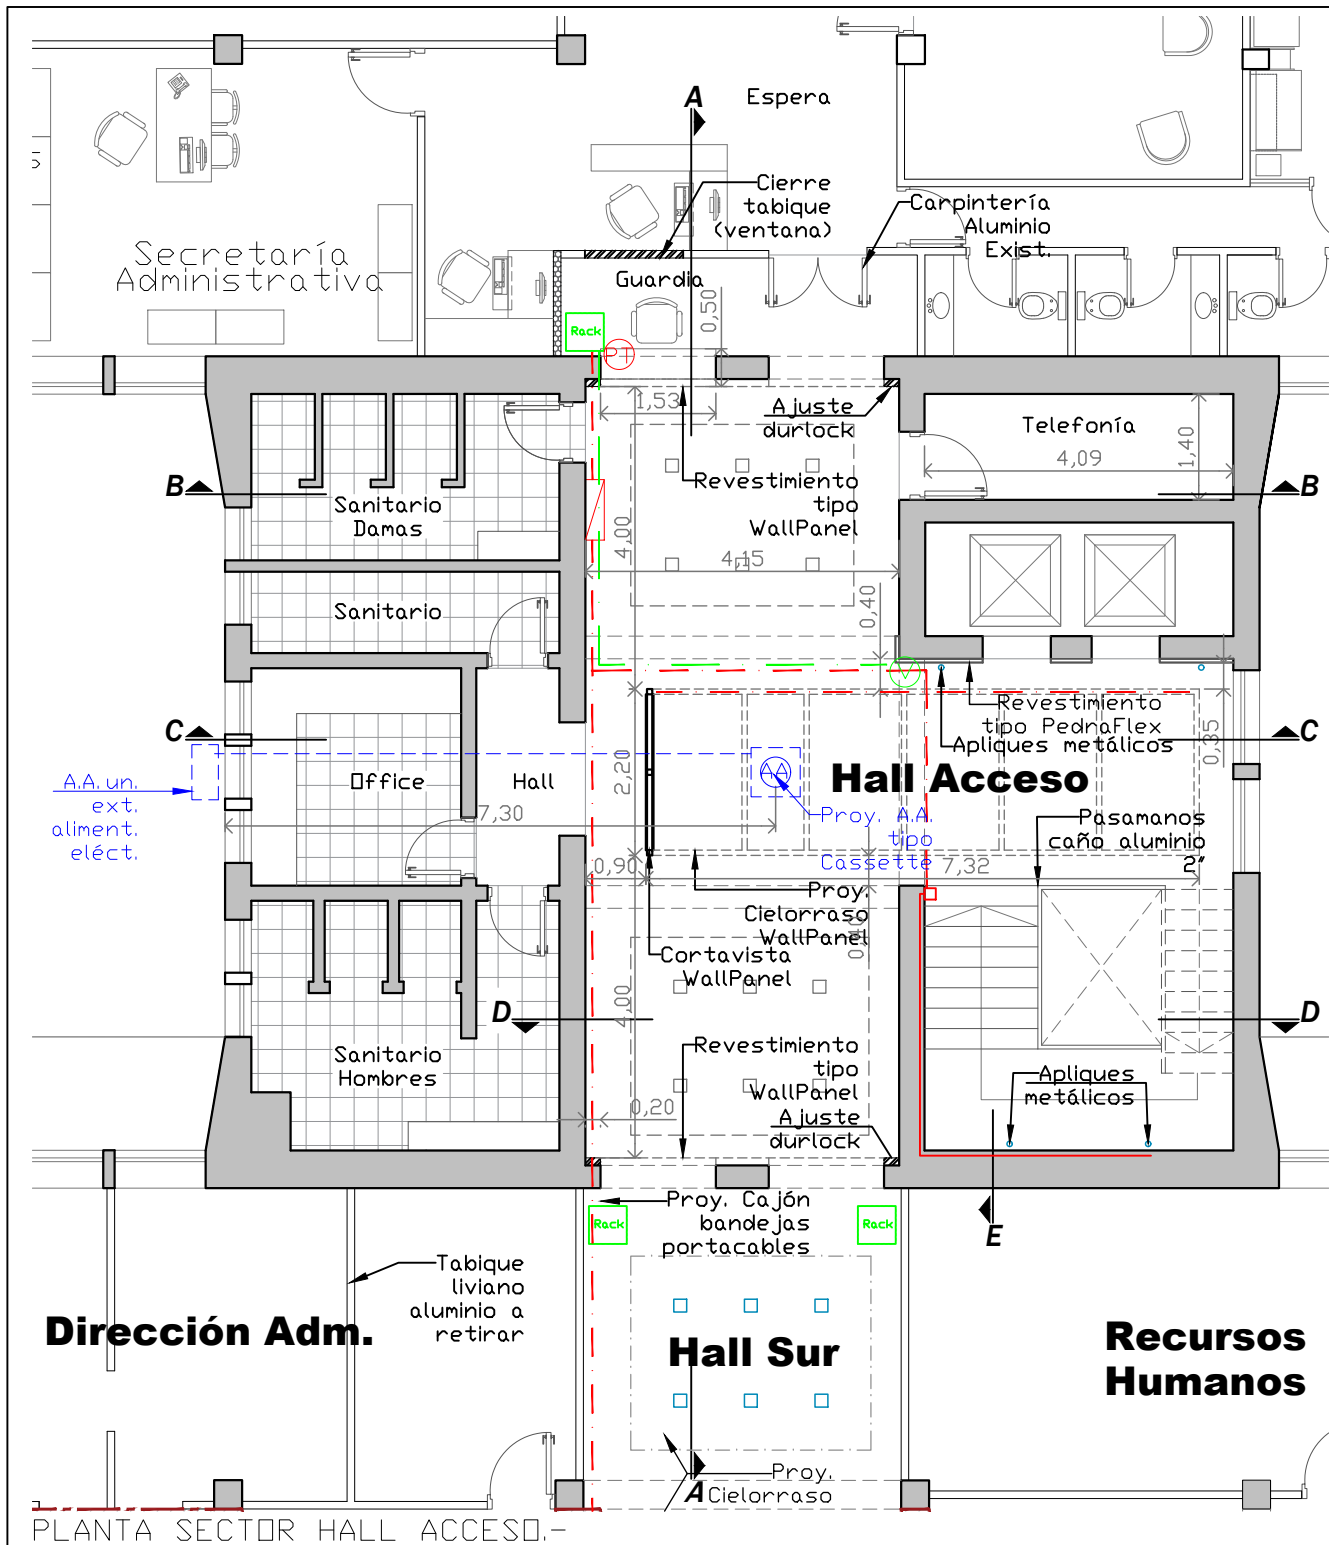 A
Espera
Cierre
tabique
(ventana)
Carpintería
Aluminio
Exist.
Secretaría
Administrativa
Guardia
Rack
PT
0,50
1,53
Ajuste
durlock
Telefonía
4,09
1,40
B
B
Sanitario
Damas
Revestimiento
tipo
WallPanel
4,00
4,15
0,40
Sanitario
V
Revestimiento
tipo PednaFlex
Apliques metálicos
0,35
C
C
A.A. un.
ext.
aliment.
eléct.
Office
Hall
2,20
AA
Hall Acceso
7,30
Proy. A.A.
tipo
Cassette
Pasamanos
caño aluminio
2"
0,90
7,32
Proy.
Cielorraso
WallPanel
0,40
Cortavista
WallPanel
D
D
4,00
Sanitario
Hombres
Revestimiento
tipo
WallPanel
Apliques
metálicos
0,20
Ajuste
durlock
Proy. Cajón
bandejas
portacables
Rack
Rack
E
Tabique
liviano
aluminio a
retirar
Dirección Adm.
Hall Sur
Recursos
Humanos
Proy.
Cielorraso
A
PLANTA SECTOR HALL ACCESO.-